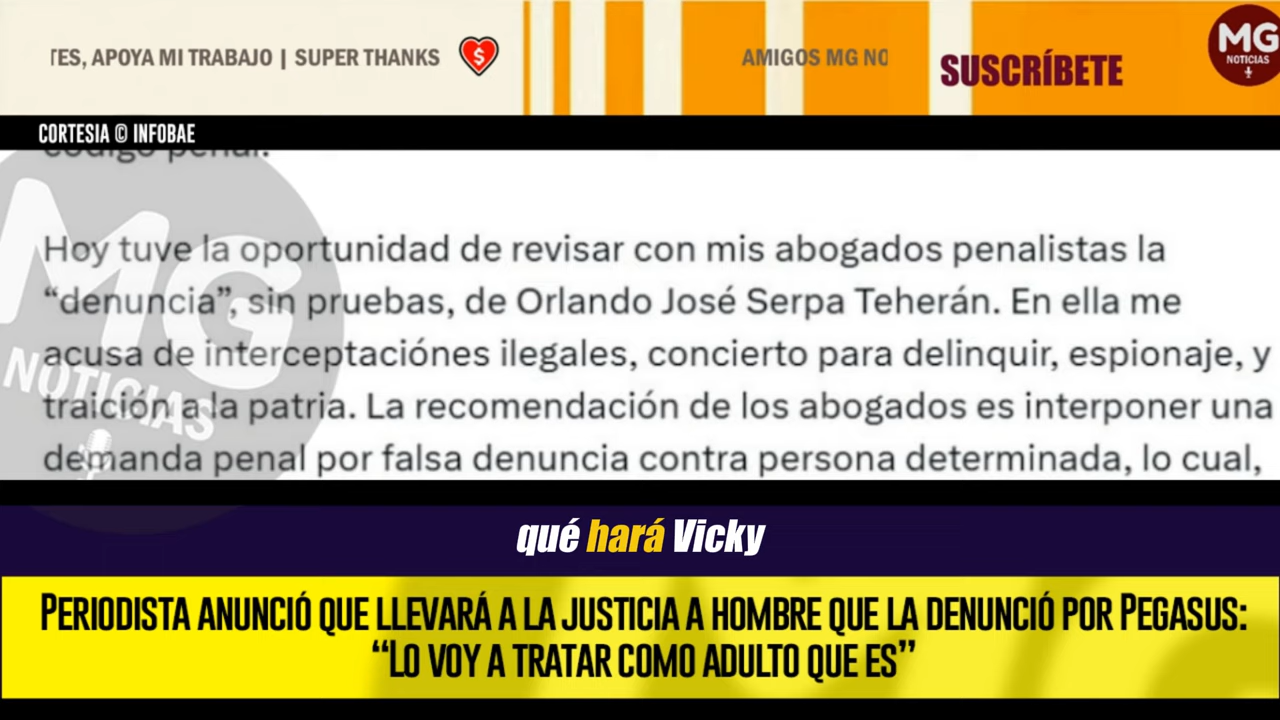 TES, APOYA MI TRABAJO | SUPER THANKS
AMIGOS MG NO
SUSCRÍBETE
MG
NOTICIAS
CORTESIA © INFOBAE
código penal.
Hoy tuve la oportunidad de revisar con mis abogados penalistas la
“denuncia”, sin pruebas, de Orlando José Serpa Teherán. En ella me
acusa de interceptaciónes ilegales, concierto para delinquir, espionaje, y
traición a la patria. La recomendación de los abogados es interponer una
demanda penal por falsa denuncia contra persona determinada, lo cual,
MG
NOTICIAS
qué hará Vicky
PERIODISTA ANUNCIÓ QUE LLEVARÁ A LA JUSTICIA A HOMBRE QUE LA DENUNCIÓ POR PEGASUS:
“LO VOY A TRATAR COMO ADULTO QUE ES”